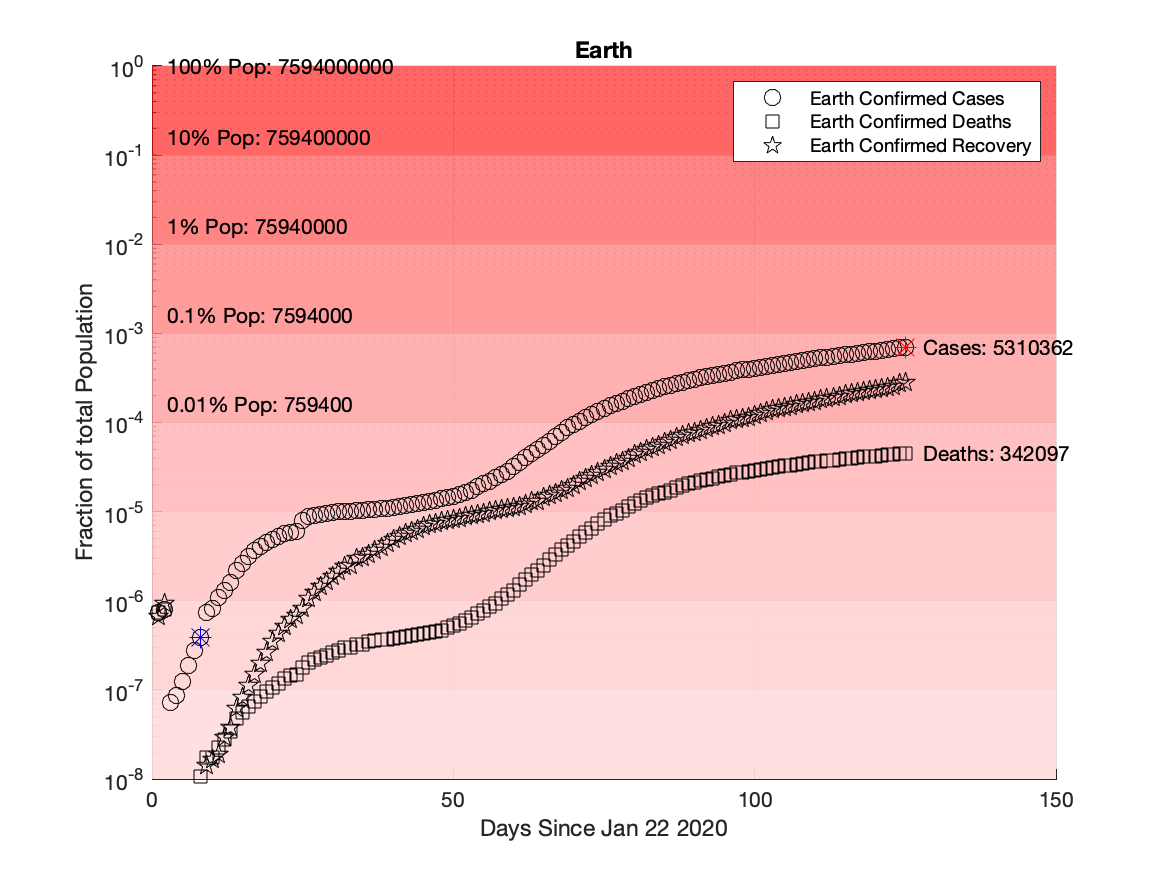 Earth
10^0
100% Pop: 7594000000
Earth Confirmed Cases
Earth Confirmed Deaths
Earth Confirmed Recovery
10% Pop: 759400000
10^-1
1% Pop: 75940000
10^-2
0.1% Pop: 7594000
10^-3
Cases: 5310362
0.01% Pop: 759400
10^-4
Deaths: 342097
10^-5
10^-6
10^-7
10^-8
Fraction of total Population
0 50 100 150
Days Since Jan 22 2020